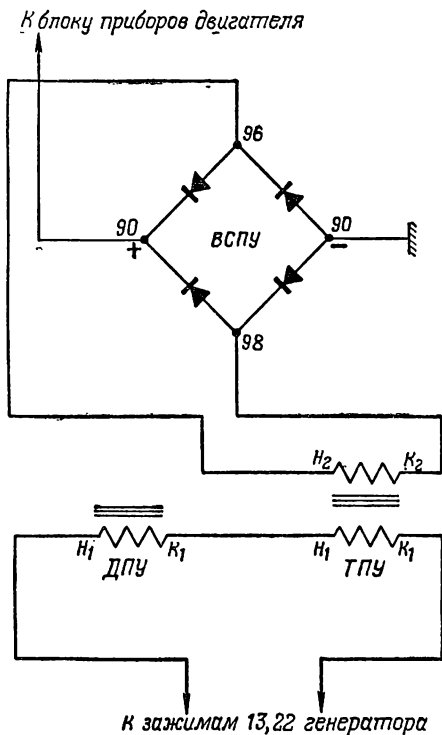 К блоку приборов двигателя
96
90
ВСПУ
90
+
−
98
Н₂
К₂
Н₁
К₁
Н₁
К₁
ДПУ
ТПУ
К зажимам 13,22 генератора